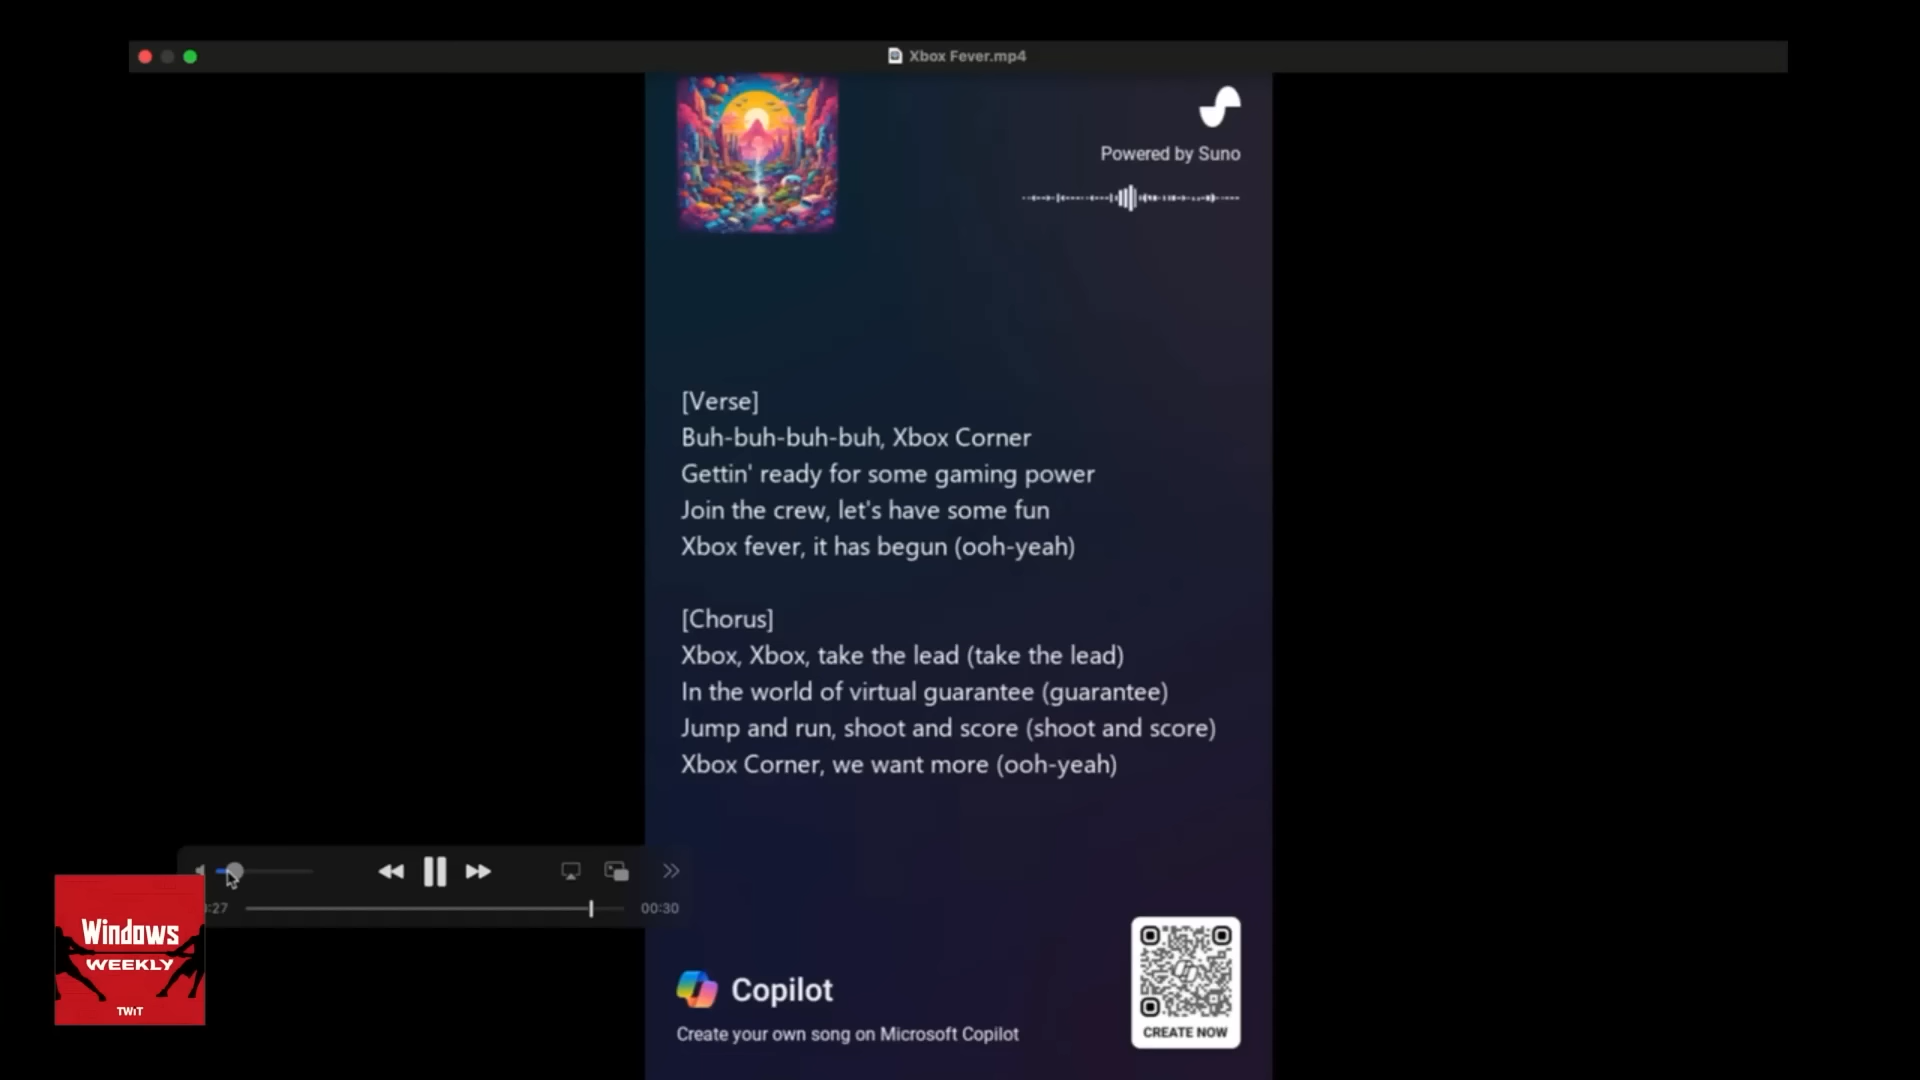 Xbox Fever.mp4
Powered by Suno
[Verse]
Buh-buh-buh-buh, Xbox Corner
Gettin' ready for some gaming power
Join the crew, let's have some fun
Xbox fever, it has begun (ooh-yeah)
[Chorus]
Xbox, Xbox, take the lead (take the lead)
In the world of virtual guarantee (guarantee)
Jump and run, shoot and score (shoot and score)
Xbox Corner, we want more (ooh-yeah)
:27
00:30
Windows
WEEKLY
TWiT
Copilot
Create your own song on Microsoft Copilot
CREATE NOW